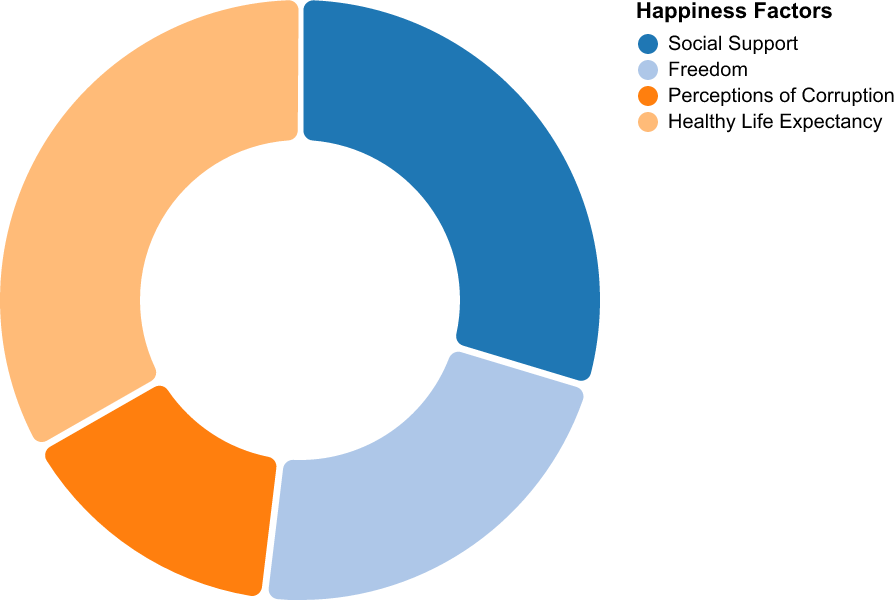 Happiness Factors
Social Support
Freedom
Perceptions of Corruption
Healthy Life Expectancy